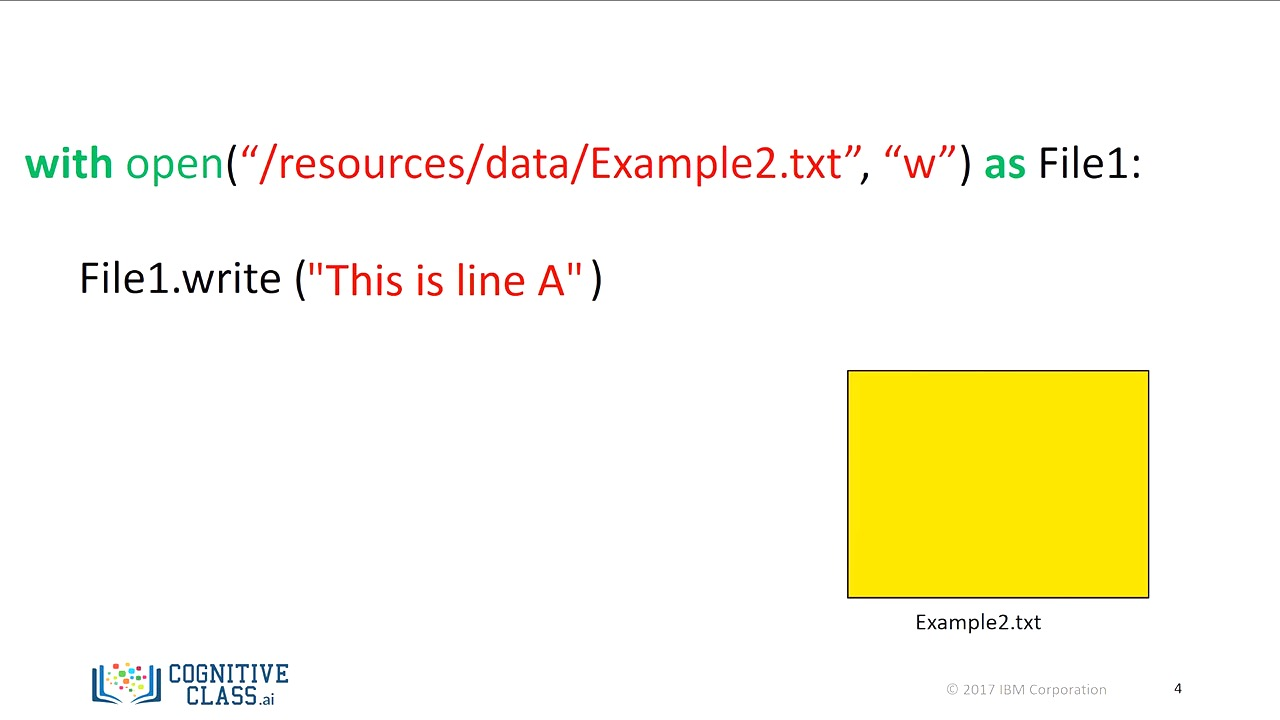 with open(“/resources/data/Example2.txt”, “w”) as File1:
File1.write ("This is line A" )
Example2.txt
COGNITIVE
CLASS.ai
© 2017 IBM Corporation
4